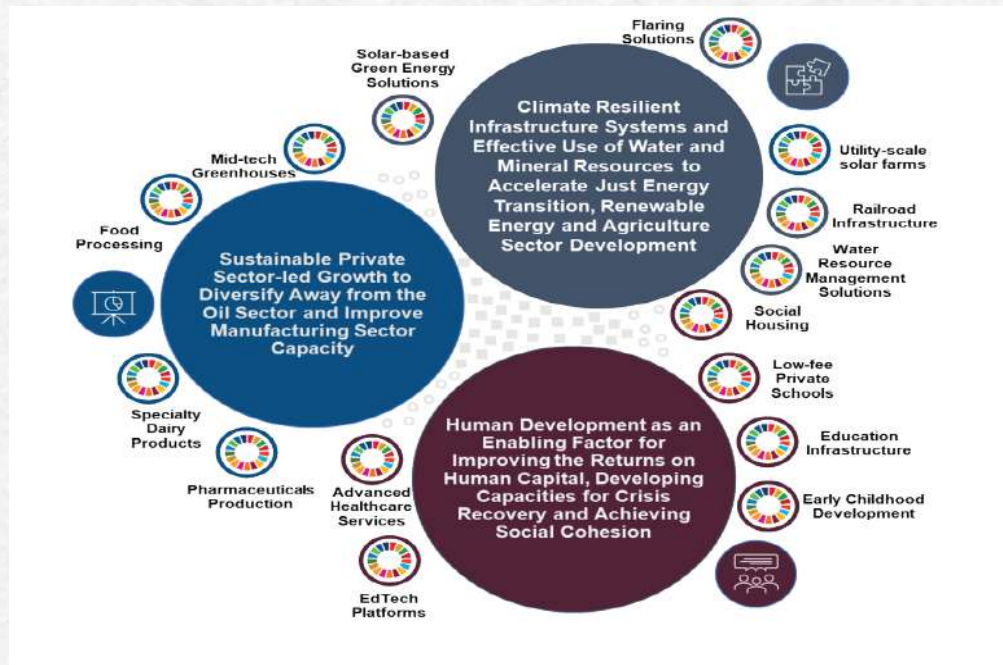 Flaring
Solutions
Solar-based
Green Energy
Solutions
Climate Resilient
Infrastructure Systems and
Effective Use of Water and
Mineral Resources to
Accelerate Just Energy
Transition, Renewable
Energy and Agriculture
Sector Development
Utility-scale
solar farms
Mid-tech
Greenhouses
Railroad
Infrastructure
Food
Processing
Water
Resource
Management
Solutions
Sustainable Private
Sector-led Growth to
Diversify Away from the
Oil Sector and Improve
Manufacturing Sector
Capacity
Social
Housing
Low-fee
Private
Schools
Specialty
Dairy
Products
Human Development as an
Enabling Factor for
Improving the Returns on
Human Capital, Developing
Capacities for Crisis
Recovery and Achieving
Social Cohesion
Education
Infrastructure
Pharmaceuticals
Production
Advanced
Healthcare
Services
Early Childhood
Development
EdTech
Platforms